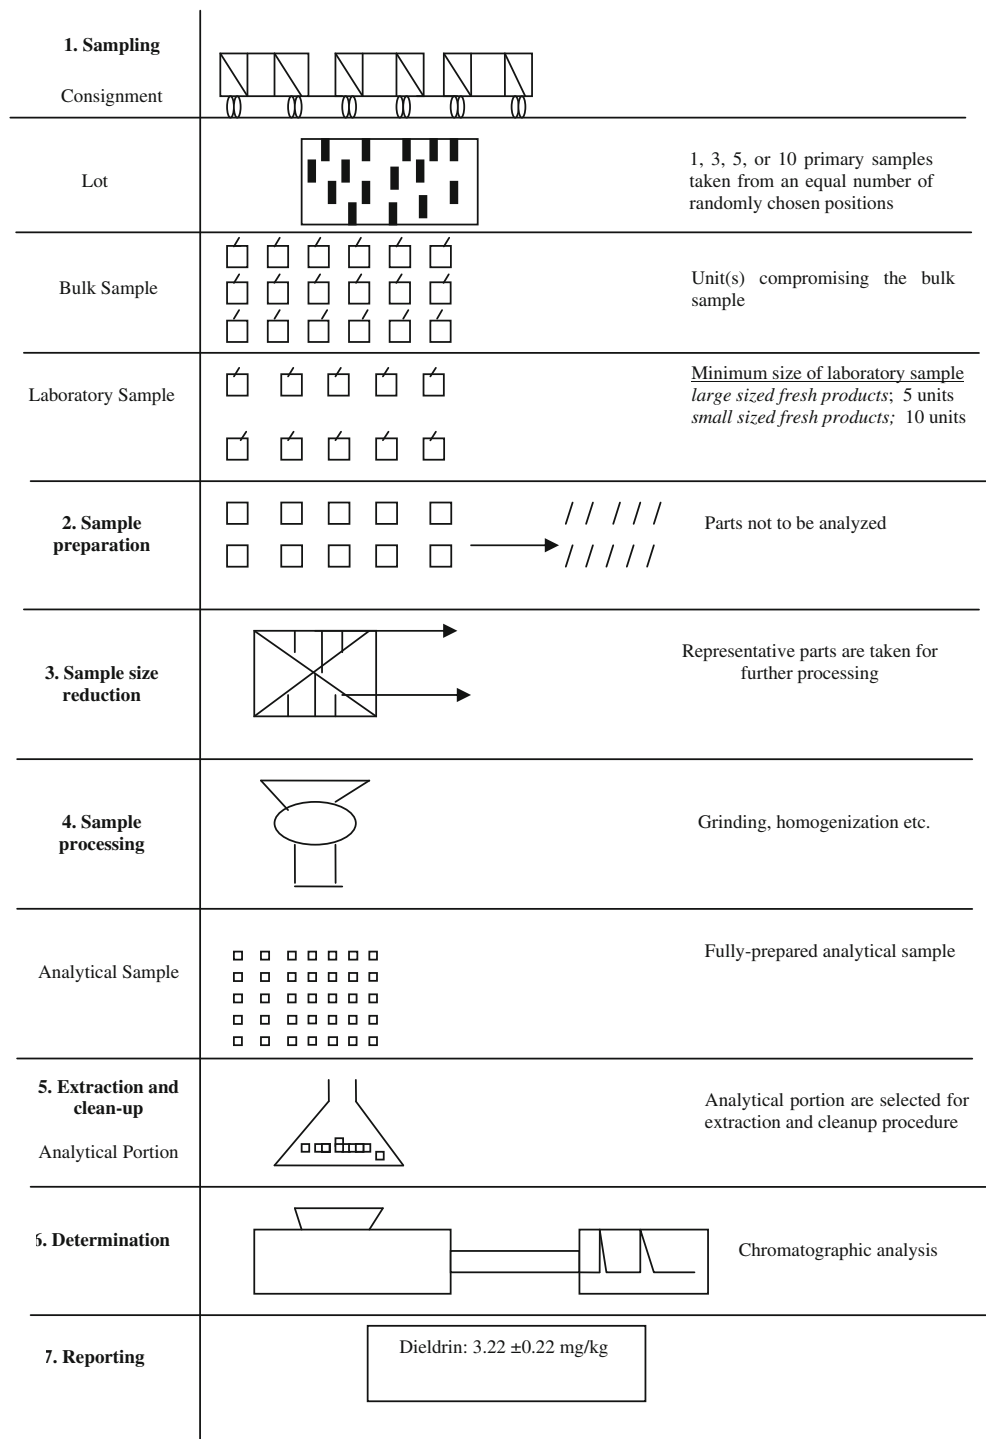 1. Sampling
Consignment
Lot
1, 3, 5, or 10 primary samples
taken from an equal number of
randomly chosen positions
Bulk Sample
Unit(s) compromising the bulk
sample
Laboratory Sample
Minimum size of laboratory sample
large sized fresh products; 5 units
small sized fresh products; 10 units
2. Sample
preparation
Parts not to be analyzed
3. Sample size
reduction
Representative parts are taken for
further processing
4. Sample
processing
Grinding, homogenization etc.
Analytical Sample
Fully-prepared analytical sample
5. Extraction and
clean-up
Analytical Portion
Analytical portion are selected for
extraction and cleanup procedure
6. Determination
Chromatographic analysis
7. Reporting
Dieldrin: 3.22 ±0.22 mg/kg